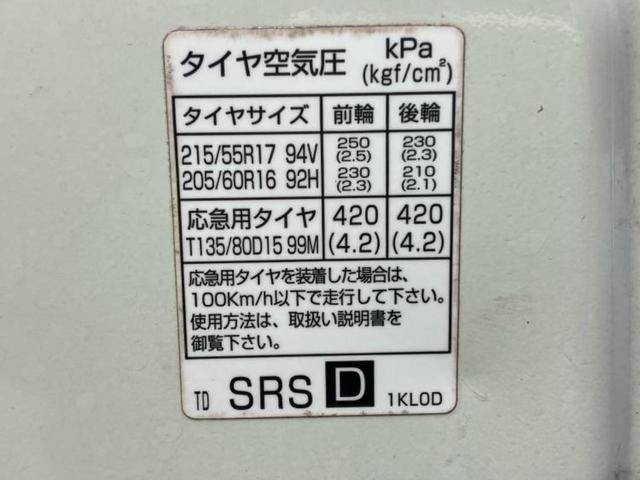 タイヤ空気圧 kPa (kgf/cm²)
タイヤサイズ 前輪 後輪
215/55R17 94V 250 (2.5) 230 (2.3)
205/60R16 92H 230 (2.3) 210 (2.1)
応急用タイヤ 420 420
T135/80D15 99M (4.2) (4.2)
応急用タイヤを装着した場合は、
100Km/h以下で走行して下さい。
使用方法は、取扱い説明書を
御覧下さい。
TD SRS D 1KL0D